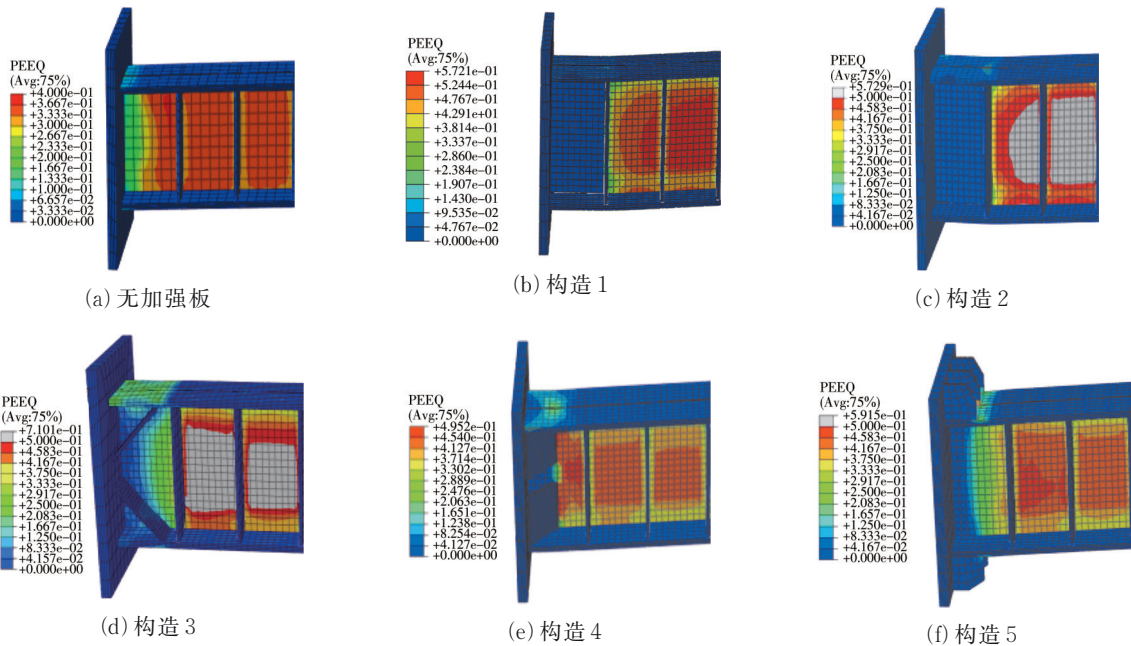 PEEQ
(Avg:75%)
+4.000e−01
+3.667e−01
+3.333e−01
+3.000e−01
+2.667e−01
+2.333e−01
+2.000e−01
+1.667e−01
+1.333e−01
+1.000e−01
+6.657e−02
+3.333e−02
+0.000e+00
(a) 无加强板
PEEQ
(Avg:75%)
+5.721e−01
+5.244e−01
+4.767e−01
+4.291e+01
+3.814e−01
+3.337e−01
+2.860e−01
+2.384e−01
+1.907e−01
+1.430e−01
+9.535e−02
+4.767e−02
+0.000e+00
(b) 构造1
PEEQ
(Avg:75%)
+5.729e−01
+5.000e−01
+4.583e−01
+4.167e−01
+3.750e−01
+3.333e−01
+2.917e−01
+2.500e−01
+2.083e−01
+1.667e−01
+1.250e−01
+8.333e−02
+4.167e−02
+0.000e+00
(c) 构造2
PEEQ
(Avg:75%)
+7.101e−01
+5.000e−01
+4.583e−01
+4.167e−01
+3.750e−01
+3.333e−01
+2.917e−01
+2.500e−01
+2.083e−01
+1.667e−01
+1.250e−01
+8.333e−02
+4.157e−02
+0.000e+00
(d) 构造3
PEEQ
(Avg:75%)
+4.952e−01
+4.540e−01
+4.127e−01
+3.714e−01
+3.302e−01
+2.889e−01
+2.476e−01
+2.063e−01
+1.651e−01
+1.238e−01
+8.254e−02
+4.127e−02
+0.000e+00
(e) 构造4
PEEQ
(Avg:75%)
+5.915e−01
+5.000e−01
+4.583e−01
+4.167e−01
+3.750e−01
+3.333e−01
+2.917e−01
+2.500e−01
+2.083e−01
+1.657e−01
+1.250e−01
+8.333e−02
+4.167e−02
+0.000e+00
(f) 构造5